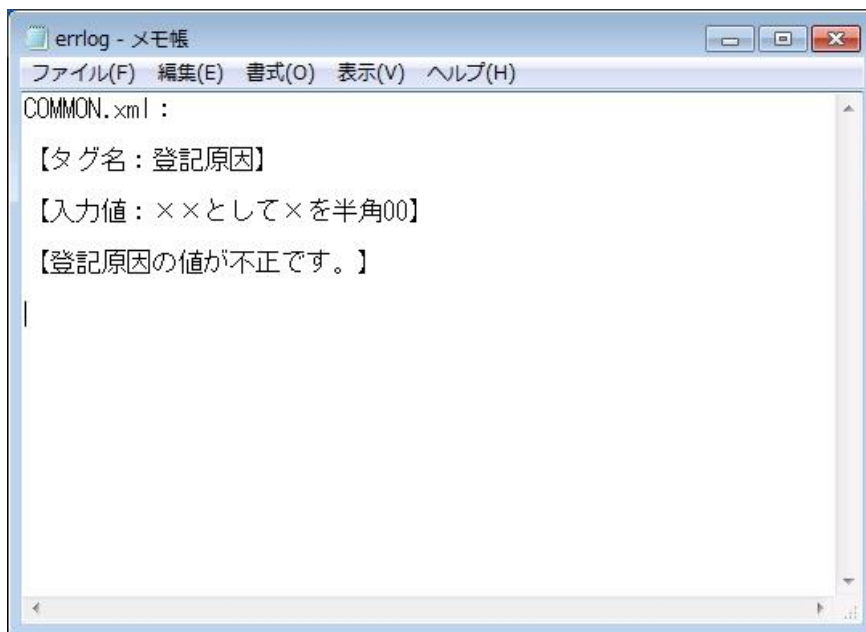 errlog - メモ帳
ファイル(F) 編集(E) 書式(O) 表示(V) ヘルプ(H)
COMMON.xml：
【タグ名：登記原因】
【入力値：××として×を半角00】
【登記原因の値が不正です。】